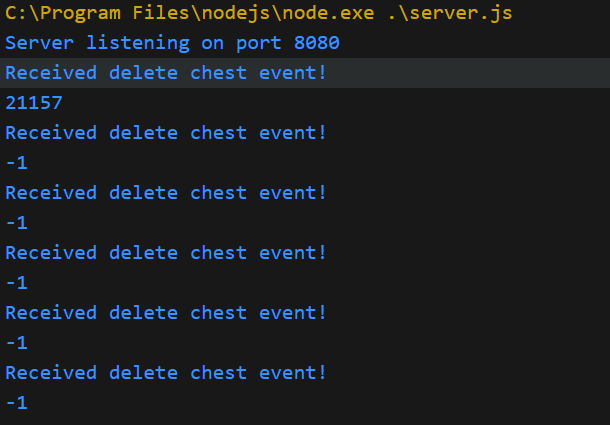 C:\Program Files\nodejs\node.exe .\server.js
Server listening on port 8080
Received delete chest event!
21157
Received delete chest event!
-1
Received delete chest event!
-1
Received delete chest event!
-1
Received delete chest event!
-1
Received delete chest event!
-1